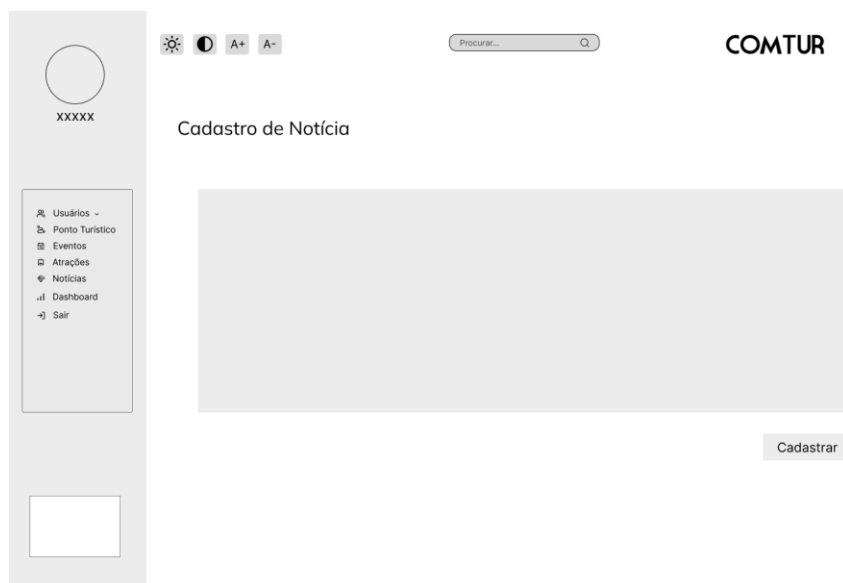 A+ A- Procurar... COMTUR
xxxxx
Cadastro de Notícia
Usuários
Ponto Turístico
Eventos
Atrações
Notícias
Dashboard
Sair
Cadastrar